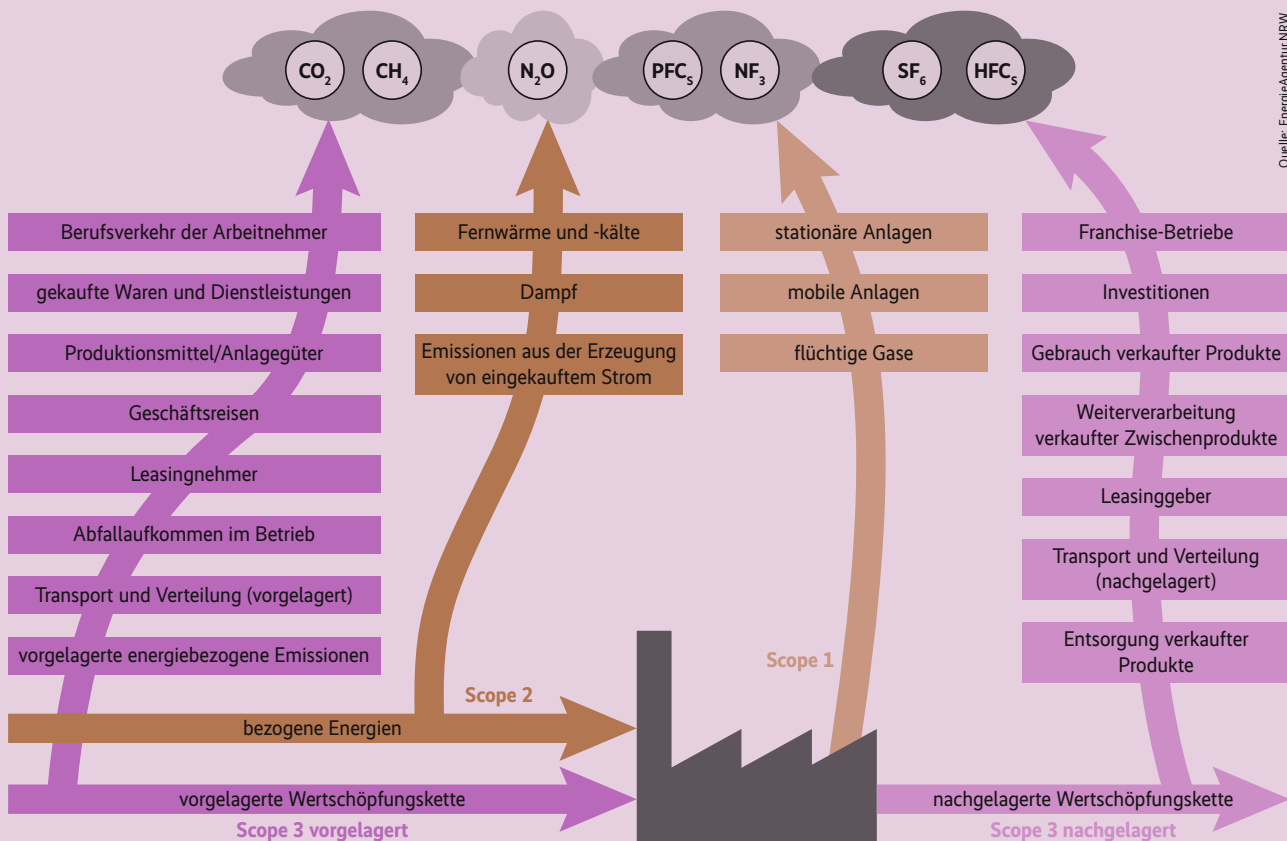 CO₂
CH₄
N₂O
PFCₛ
NF₃
SF₆
HFCₛ
Quelle: EnergieAgentur.NRW
Berufsverkehr der Arbeitnehmer
gekaufte Waren und Dienstleistungen
Produktionsmittel/Anlagegüter
Geschäftsreisen
Leasingnehmer
Abfallaufkommen im Betrieb
Transport und Verteilung (vorgelagert)
vorgelagerte energiebezogene Emissionen
Fernwärme und -kälte
Dampf
Emissionen aus der Erzeugung
von eingekauftem Strom
stationäre Anlagen
mobile Anlagen
flüchtige Gase
Franchise-Betriebe
Investitionen
Gebrauch verkaufter Produkte
Weiterverarbeitung
verkaufter Zwischenprodukte
Leasinggeber
Transport und Verteilung
(nachgelagert)
Entsorgung verkaufter
Produkte
Scope 1
Scope 2
bezogene Energien
vorgelagerte Wertschöpfungskette
Scope 3 vorgelagert
nachgelagerte Wertschöpfungskette
Scope 3 nachgelagert